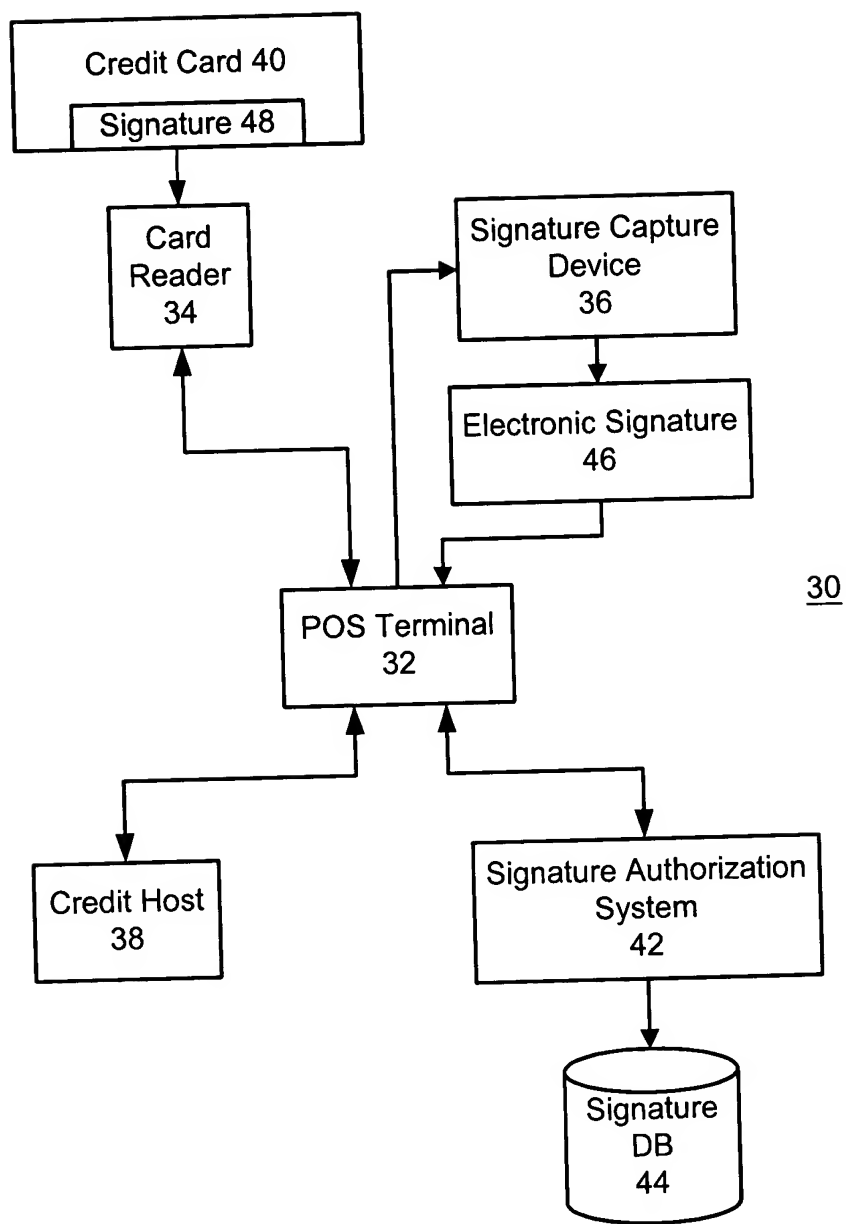 Credit Card 40
Signature 48
Card
Reader
34
Signature Capture
Device
36
Electronic Signature
46
30
POS Terminal
32
Credit Host
38
Signature Authorization
System
42
Signature
DB
44